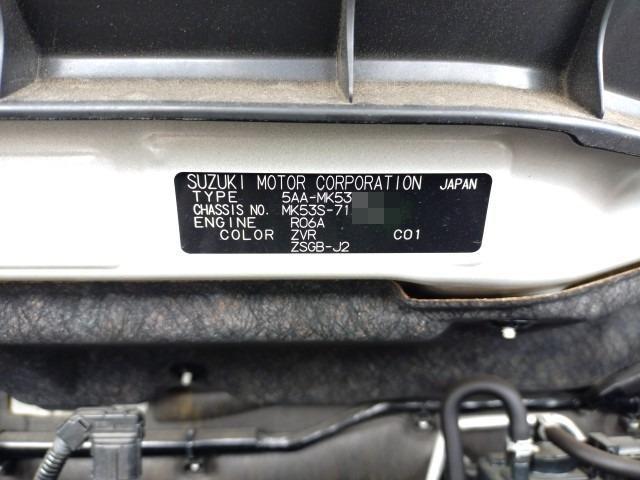 SUZUKI MOTOR CORPORATION JAPAN
TYPE 5AA-MK53
CHASSIS NO. MK53S-71
ENGINE R06A
COLOR ZVR C01
ZSGB-J2